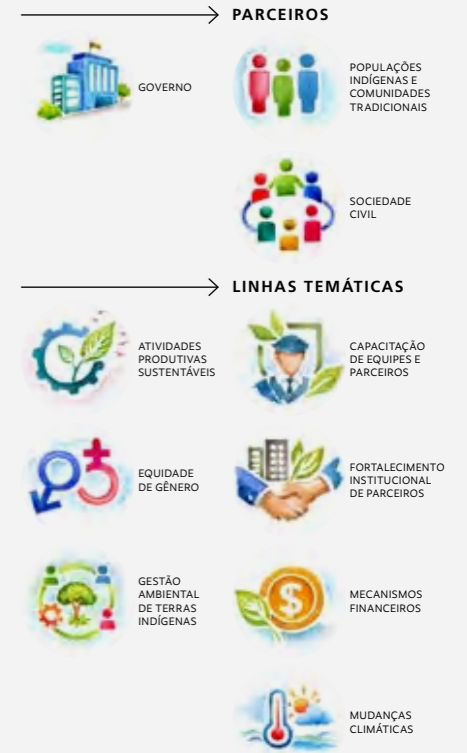 PARCEIROS
GOVERNO
POPULAÇÕES
INDÍGENAS E
COMUNIDADES
TRADICIONAIS
SOCIEDADE
CIVIL
LINHAS TEMÁTICAS
ATIVIDADES
PRODUTIVAS
SUSTENTÁVEIS
CAPACITAÇÃO
DE EQUIPES E
PARCEIROS
EQUIDADE
DE GÊNERO
FORTALECIMENTO
INSTITUCIONAL
DE PARCEIROS
GESTÃO
AMBIENTAL
DE TERRAS
INDÍGENAS
MECANISMOS
FINANCEIROS
MUDANÇAS
CLIMÁTICAS